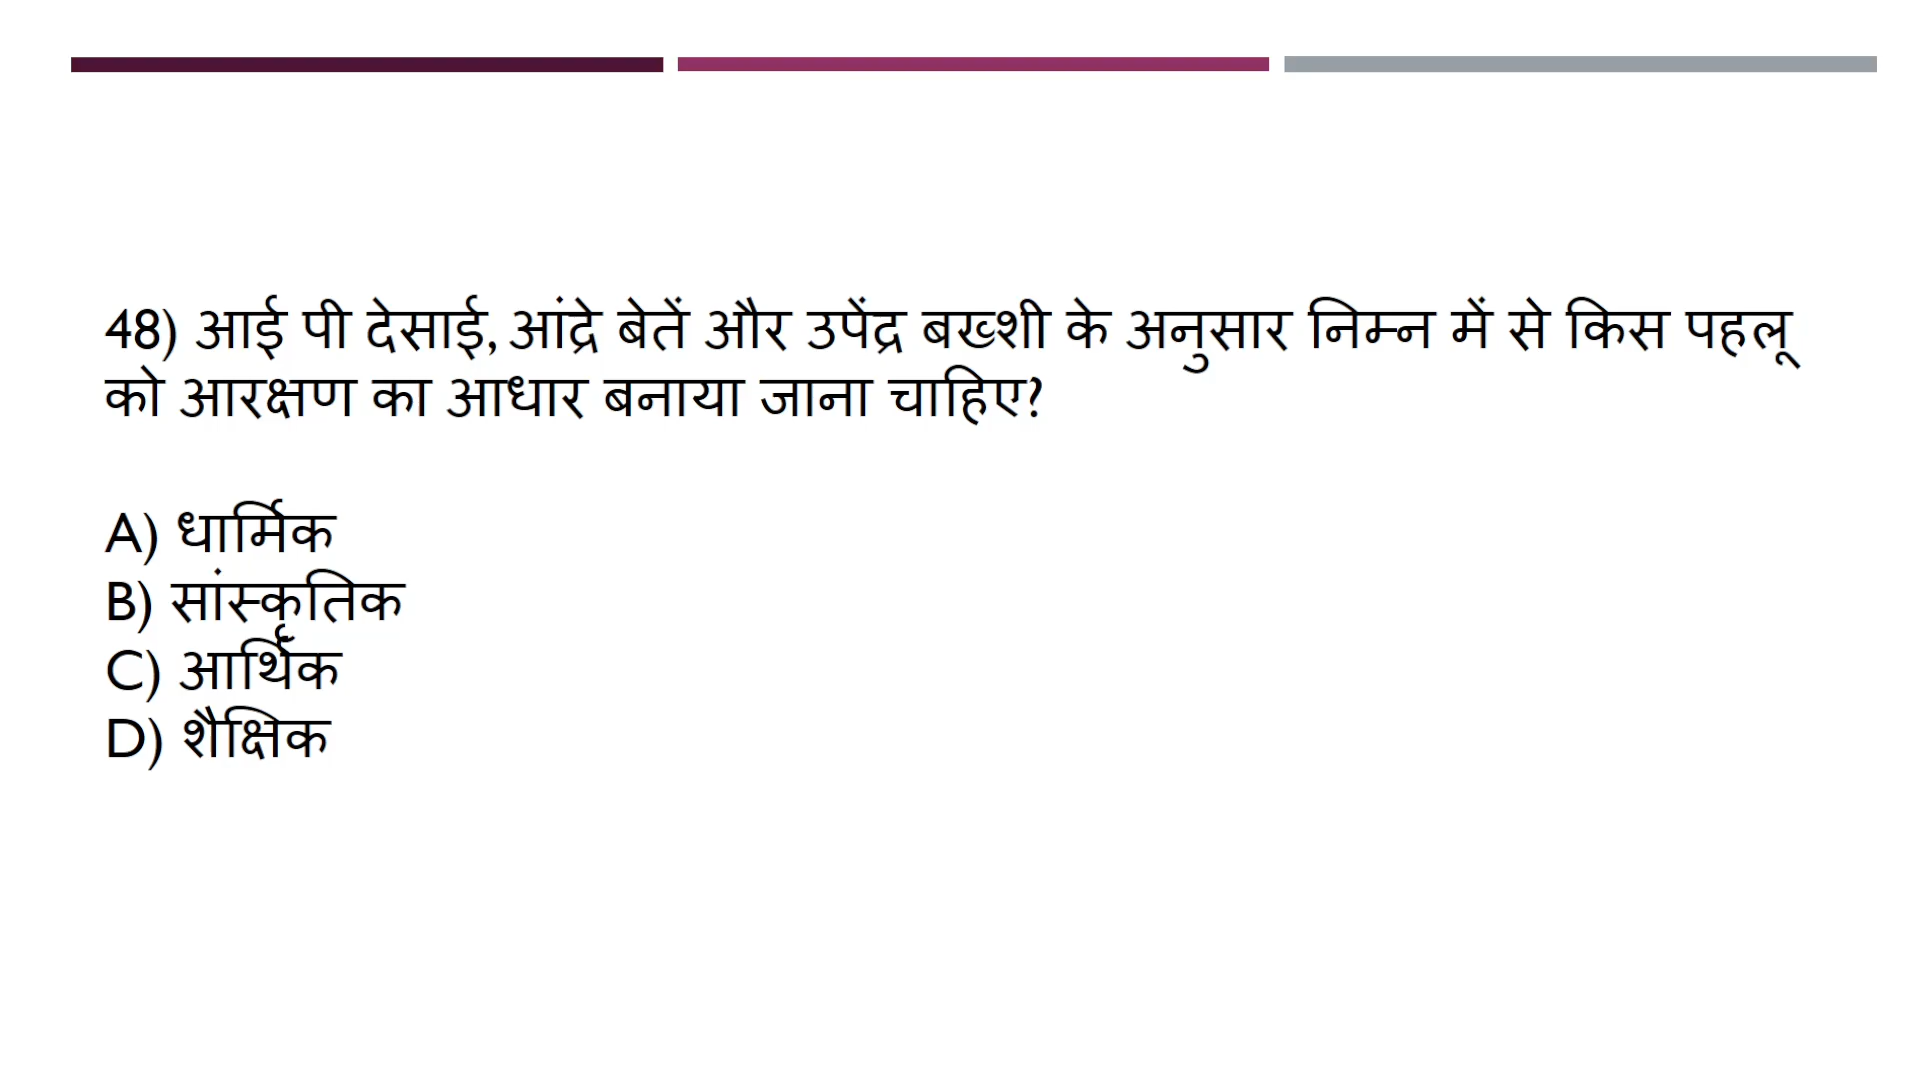 48) आई पी देसाई, आंद्रे बेतें और उपेंद्र बख्शी के अनुसार निम्न में से किस पहलू
को आरक्षण का आधार बनाया जाना चाहिए?
A) धार्मिक
B) सांस्कृतिक
C) आर्थिक
D) शैक्षिक